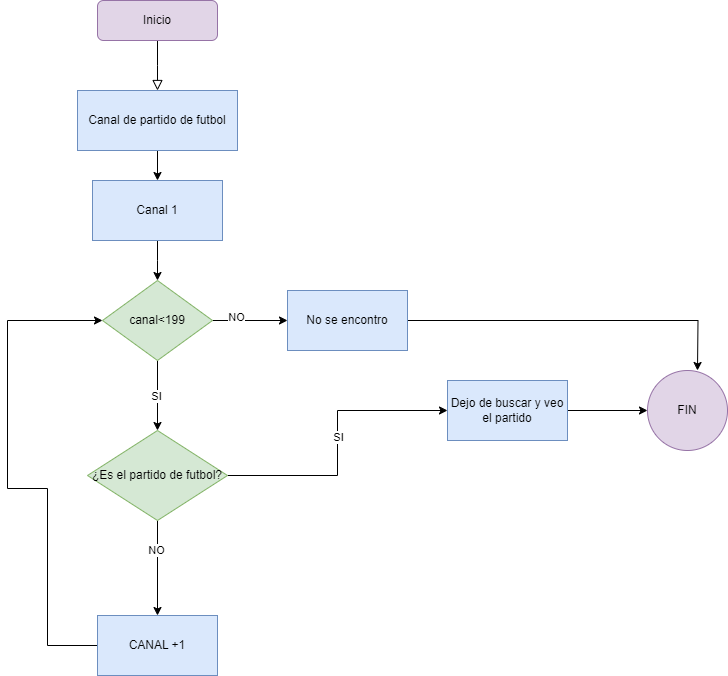 Inicio
Canal de partido de futbol
Canal 1
canal<199
NO
No se encontro
SI
Dejo de buscar y veo
el partido
FIN
SI
¿Es el partido de futbol?
NO
CANAL +1